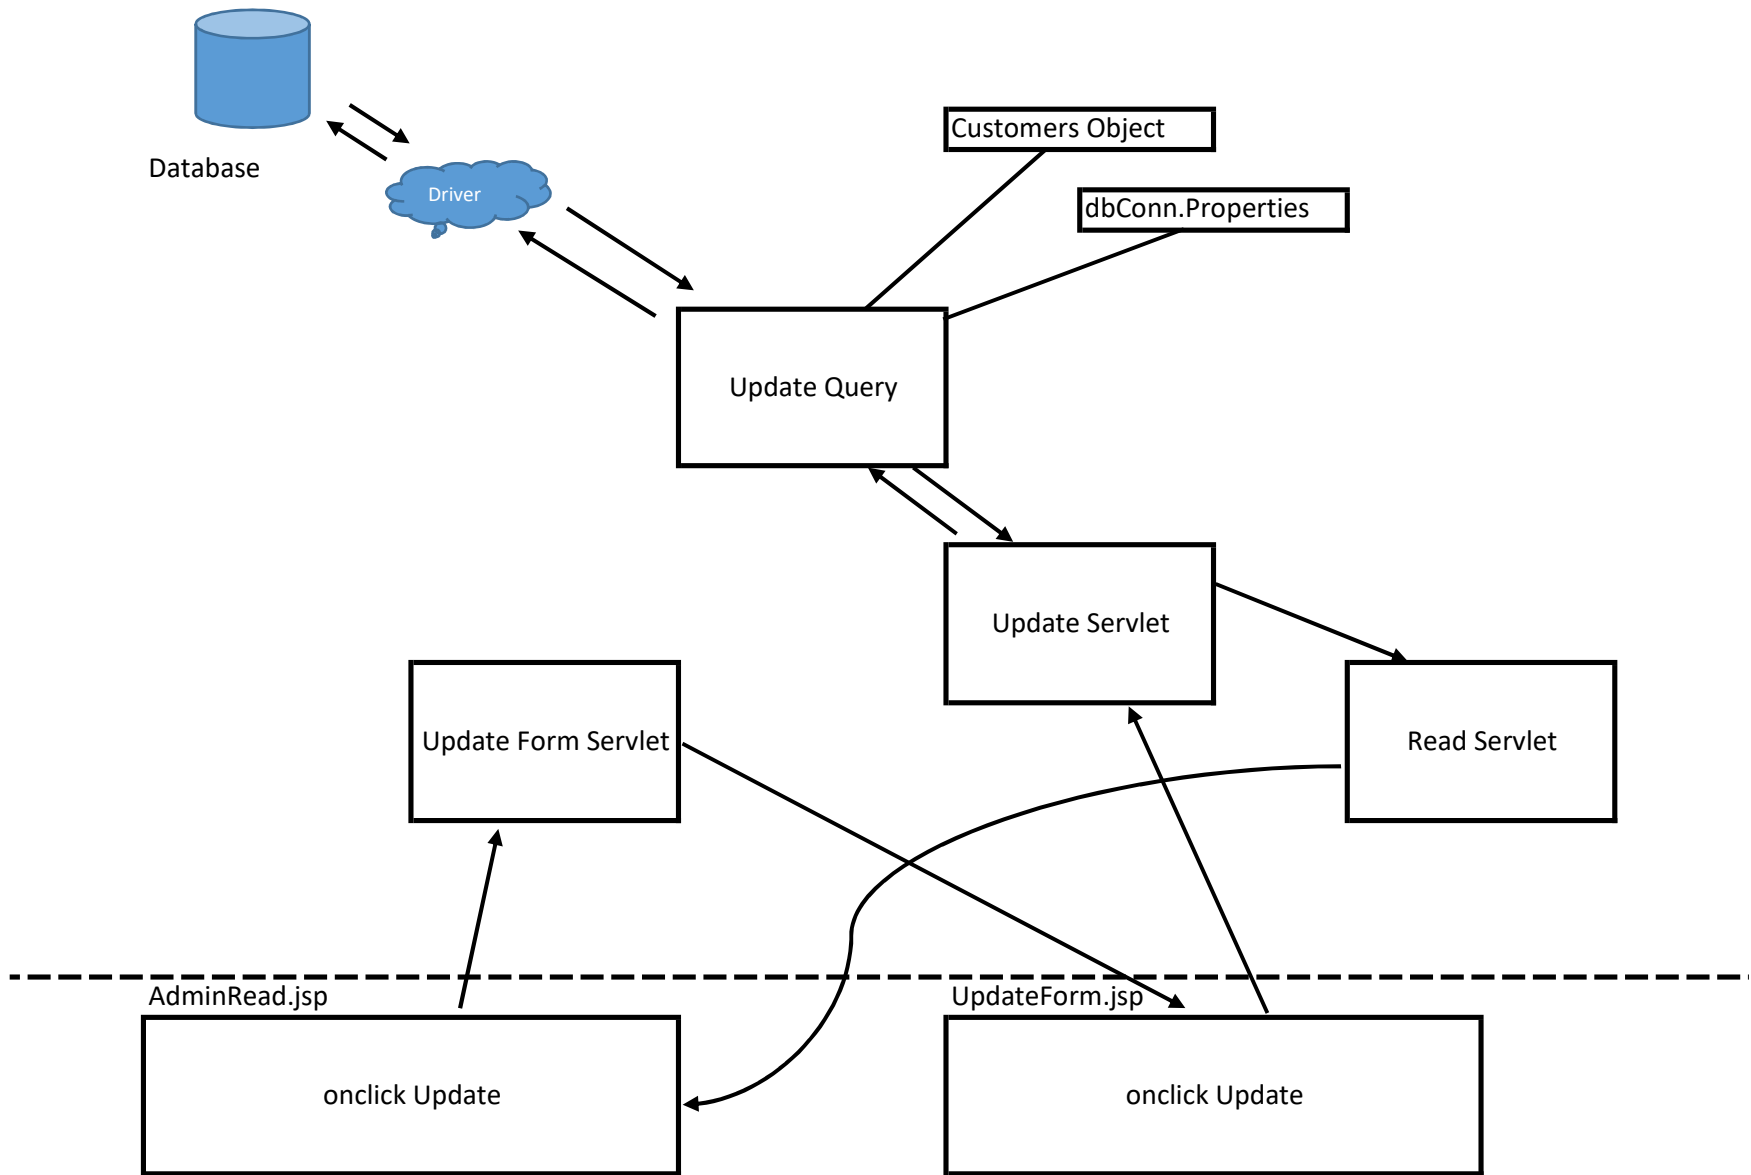 Customers Object
Database
Driver
dbConn.Properties
Update Query
Update Servlet
Update Form Servlet
Read Servlet
AdminRead.jsp
UpdateForm.jsp
onclick Update
onclick Update